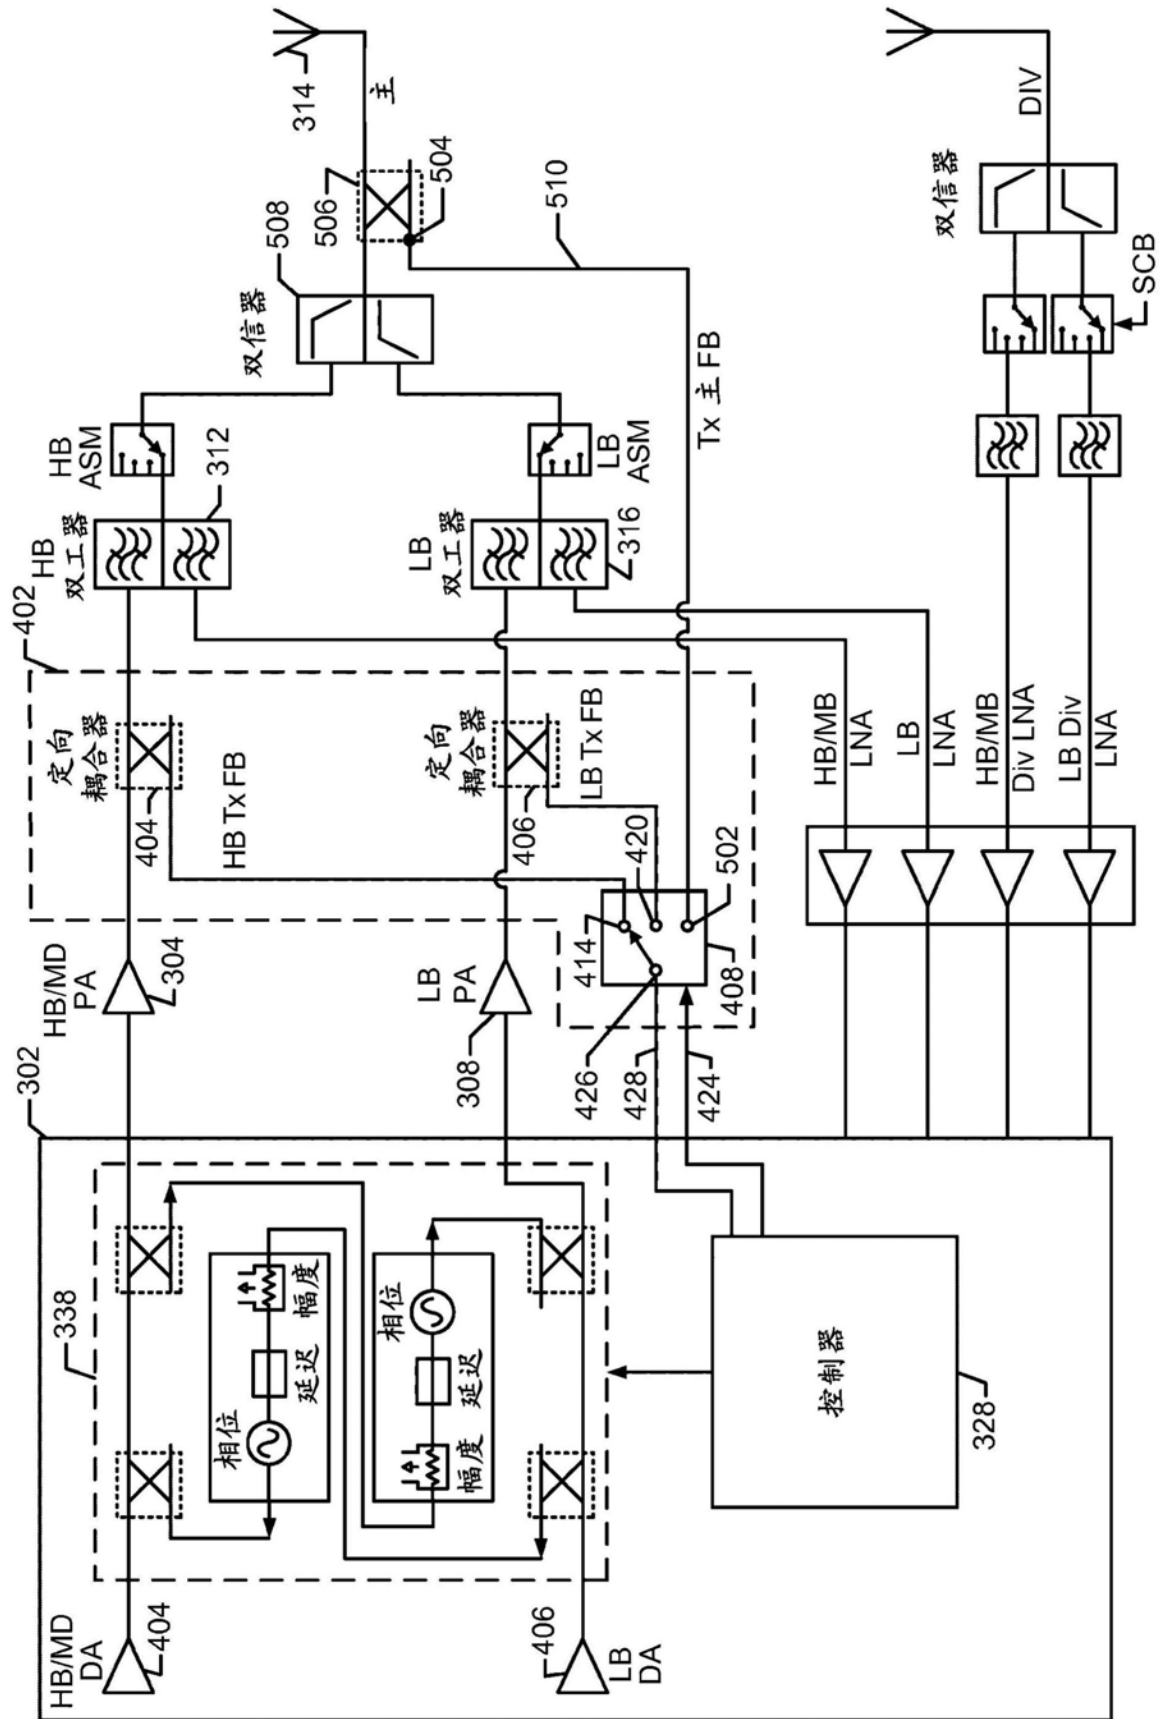 302
HB/MD
DA
404
338
相位
延迟
幅度
幅度
延迟
相位
406
LB
DA
控制器
328
HB/MD
PA
304
LB
PA
308
426
428
424
414
420
502
408
402
定向
耦合器
404
HB Tx FB
定向
耦合器
406
LB Tx FB
HB
双工器
312
LB
双工器
316
HB
ASM
LB
ASM
双信器
508
506
504
510
Tx 主 FB
314
主
HB/MB
LNA
LB
LNA
HB/MB
Div LNA
LB Div
LNA
双信器
SCB
DIV